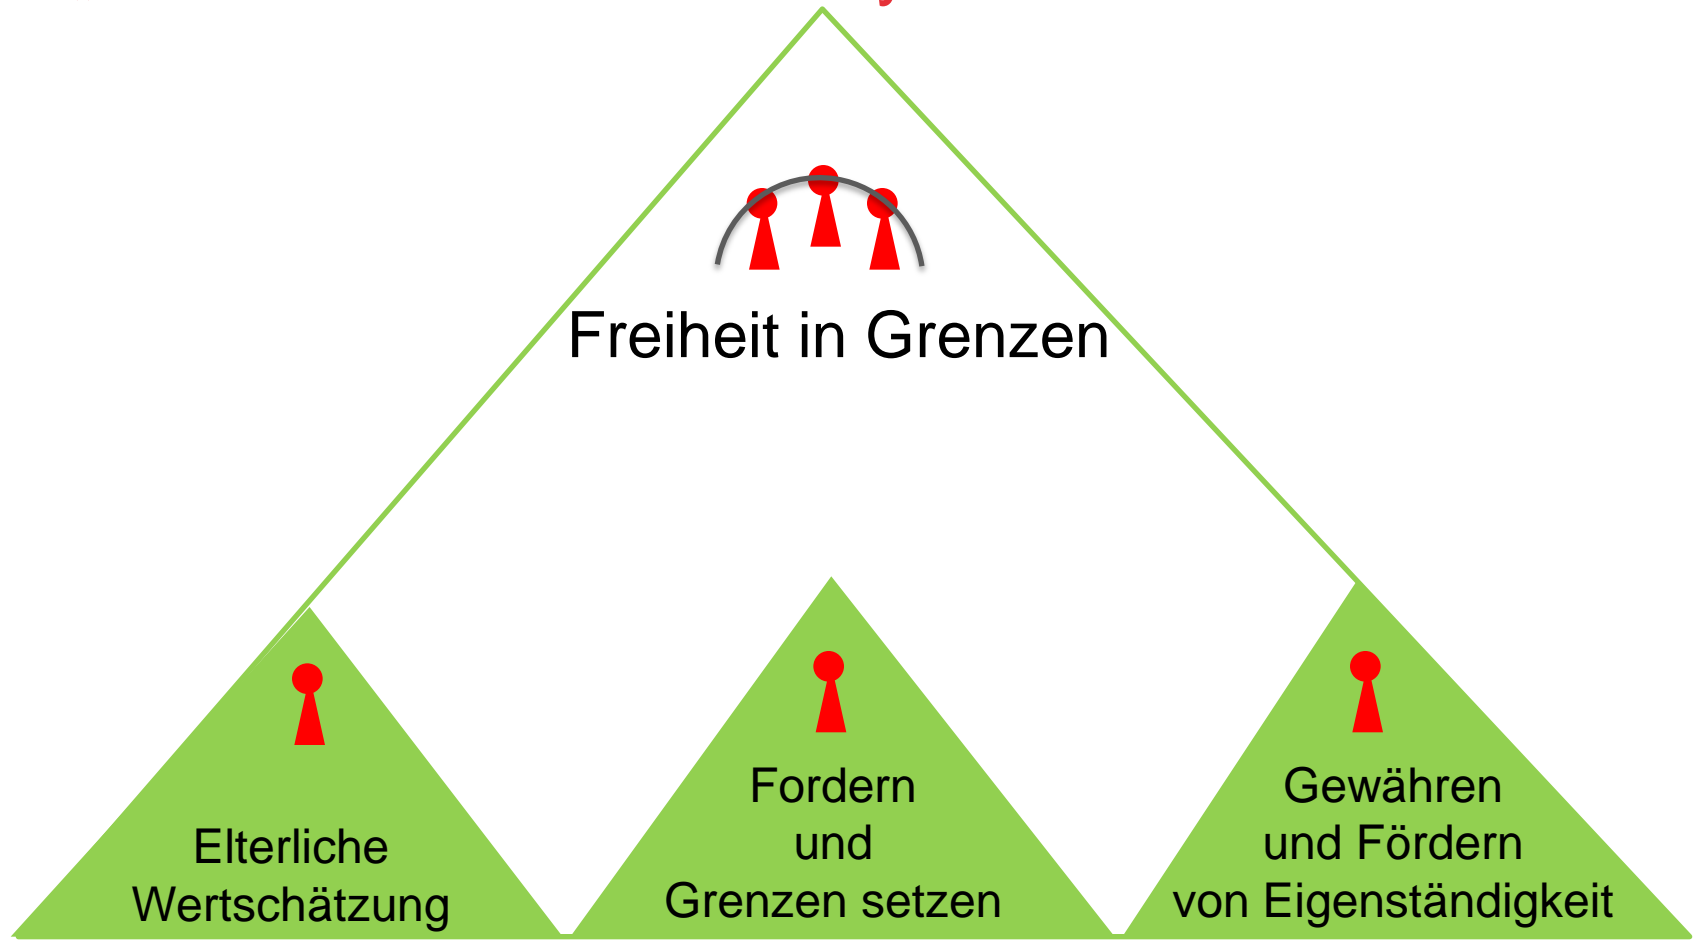 Freiheit in Grenzen
Elterliche
Wertschätzung
Fordern
und
Grenzen setzen
Gewähren
und Fördern
von Eigenständigkeit